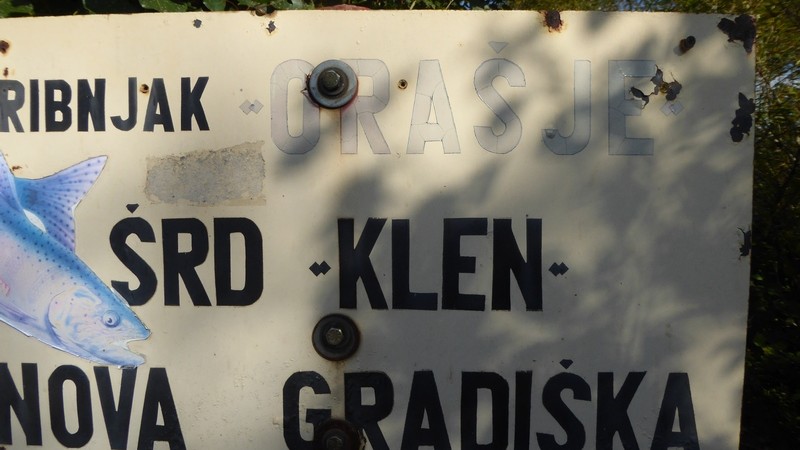 RIBNJAK ·ORAŠJE·
ŠRD ·KLEN·
NOVA GRADIŠKA